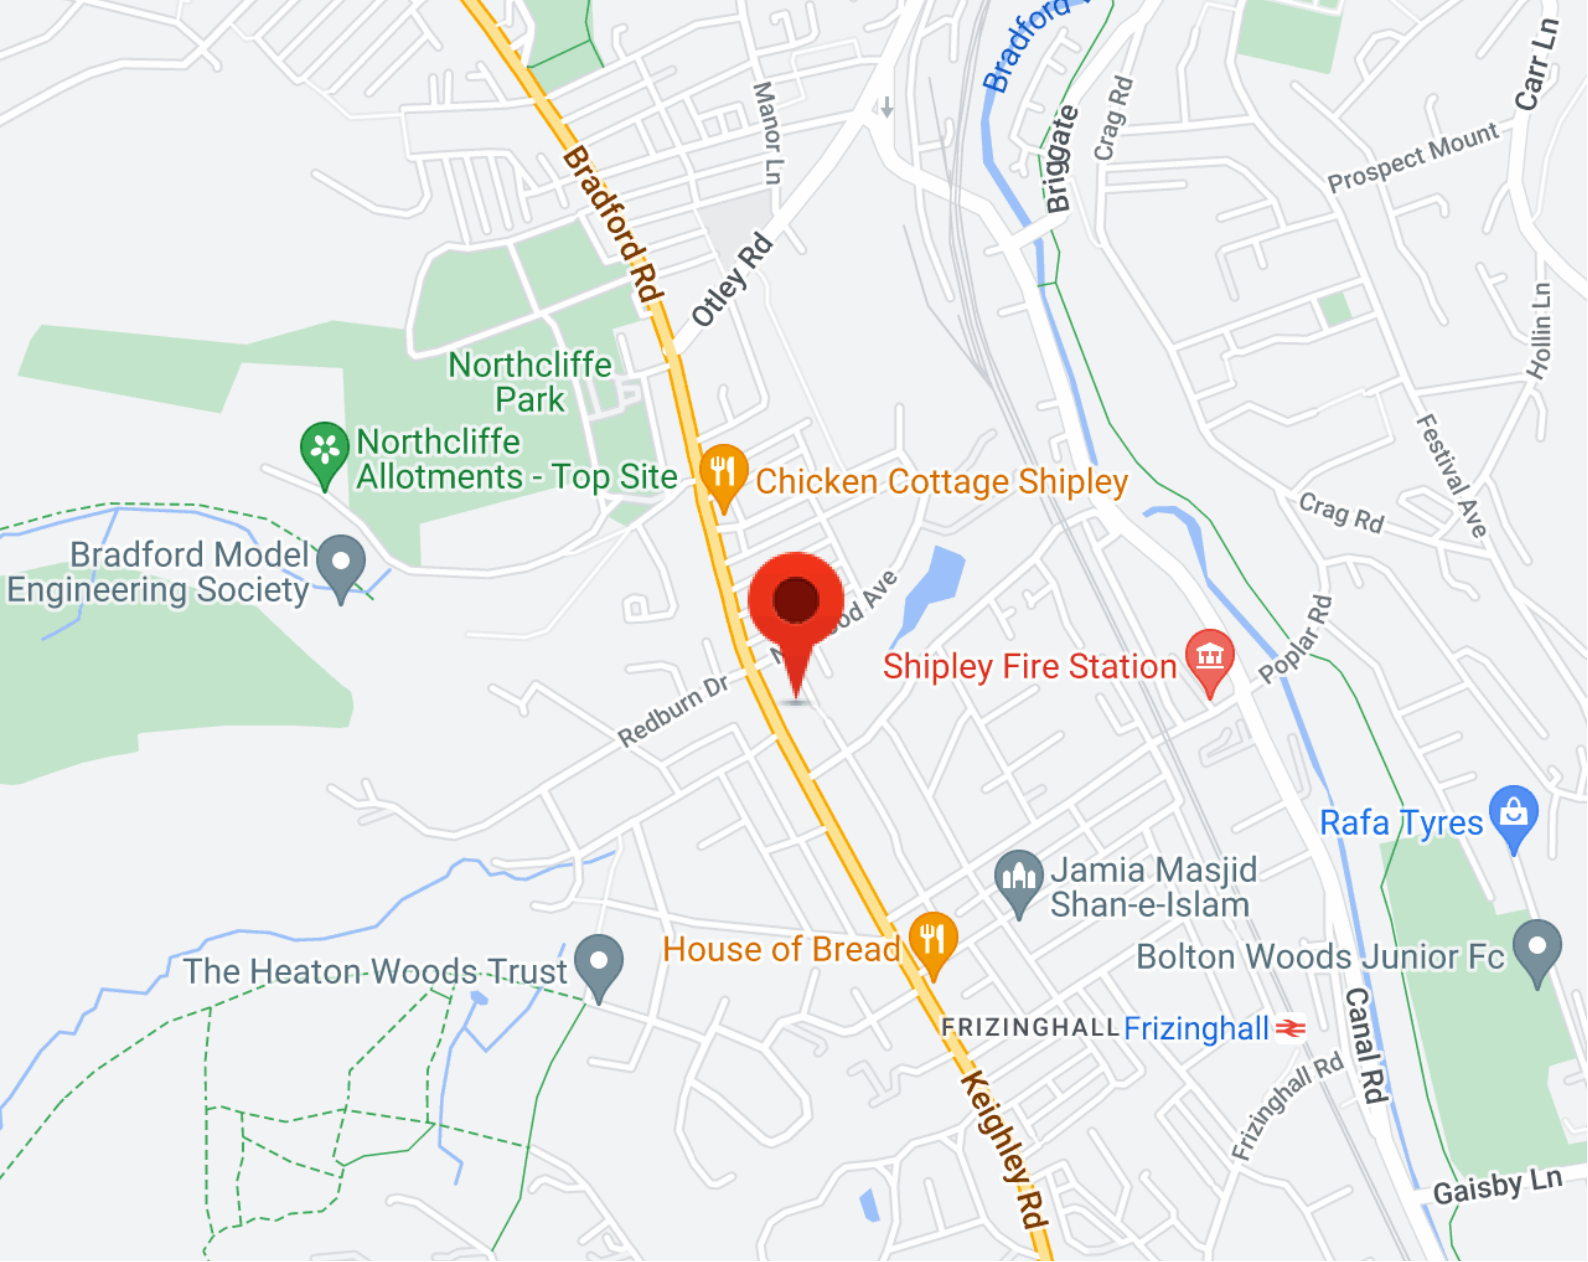 Bradford
Carr Ln
Manor Ln
Briggate
Crag Rd
Prospect Mount
Bradford Rd
Otley Rd
Hollin Ln
Northcliffe
Park
Northcliffe
Allotments - Top Site
Chicken Cottage Shipley
Festival Ave
Crag Rd
Bradford Model
Engineering Society
Ave
Shipley Fire Station
Poplar Rd
Redburn Dr
Rafa Tyres
Jamia Masjid
Shan-e-Islam
House of Bread
Bolton Woods Junior Fc
The Heaton Woods Trust
FRIZINGHALL
Frizinghall
Canal Rd
Frizinghall Rd
Keighley Rd
Gaisby Ln